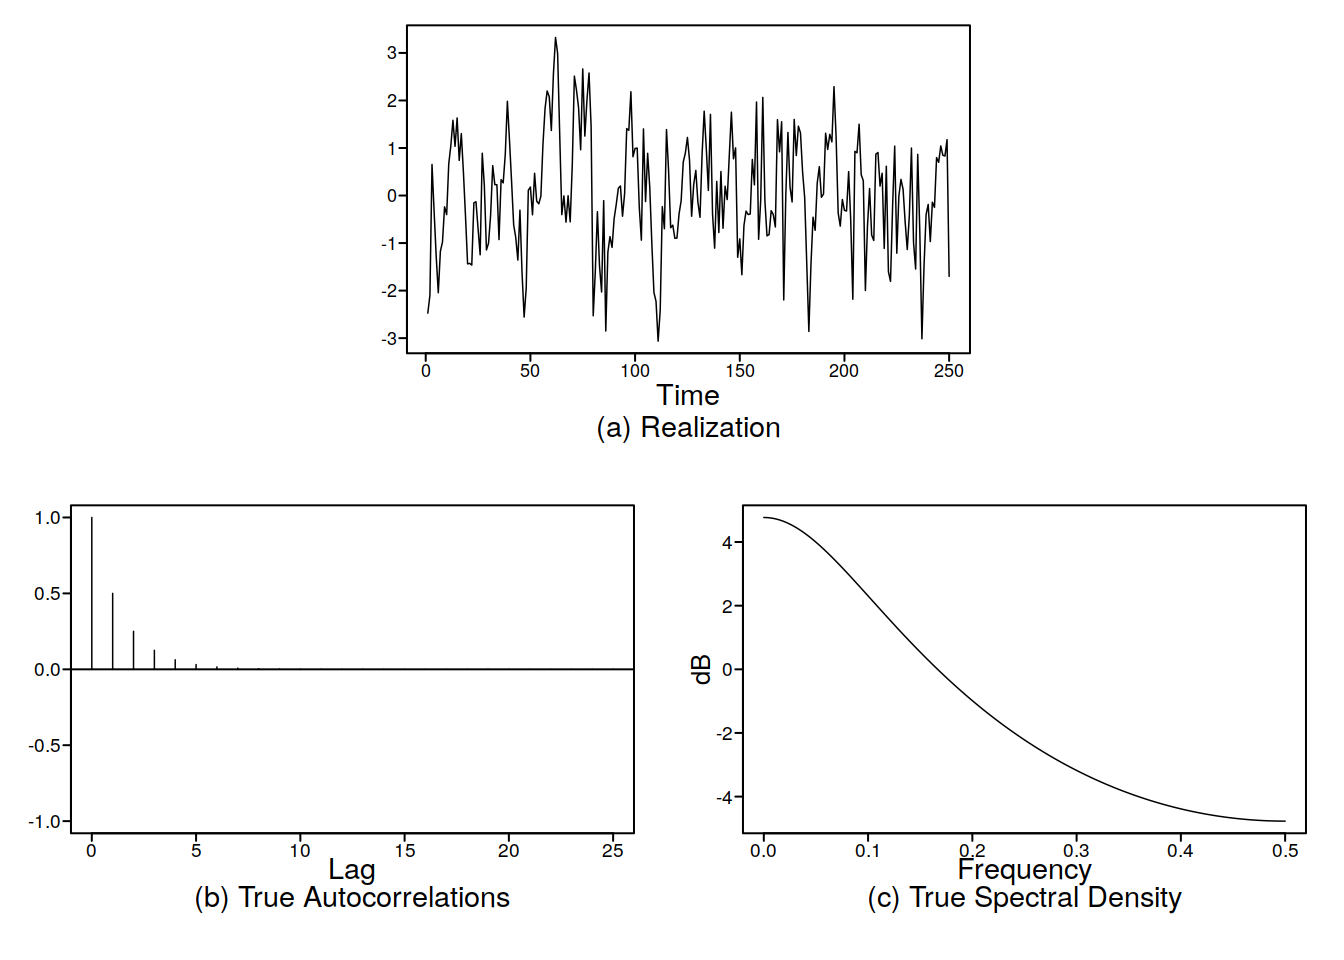 3
2
1
0
-1
-2
-3
0 50 100 150 200 250
Time
(a) Realization
1.0
0.5
0.0
-0.5
-1.0
0 5 10 15 20 25
Lag
(b) True Autocorrelations
dB
4
2
0
-2
-4
0.0 0.1 0.2 0.3 0.4 0.5
Frequency
(c) True Spectral Density